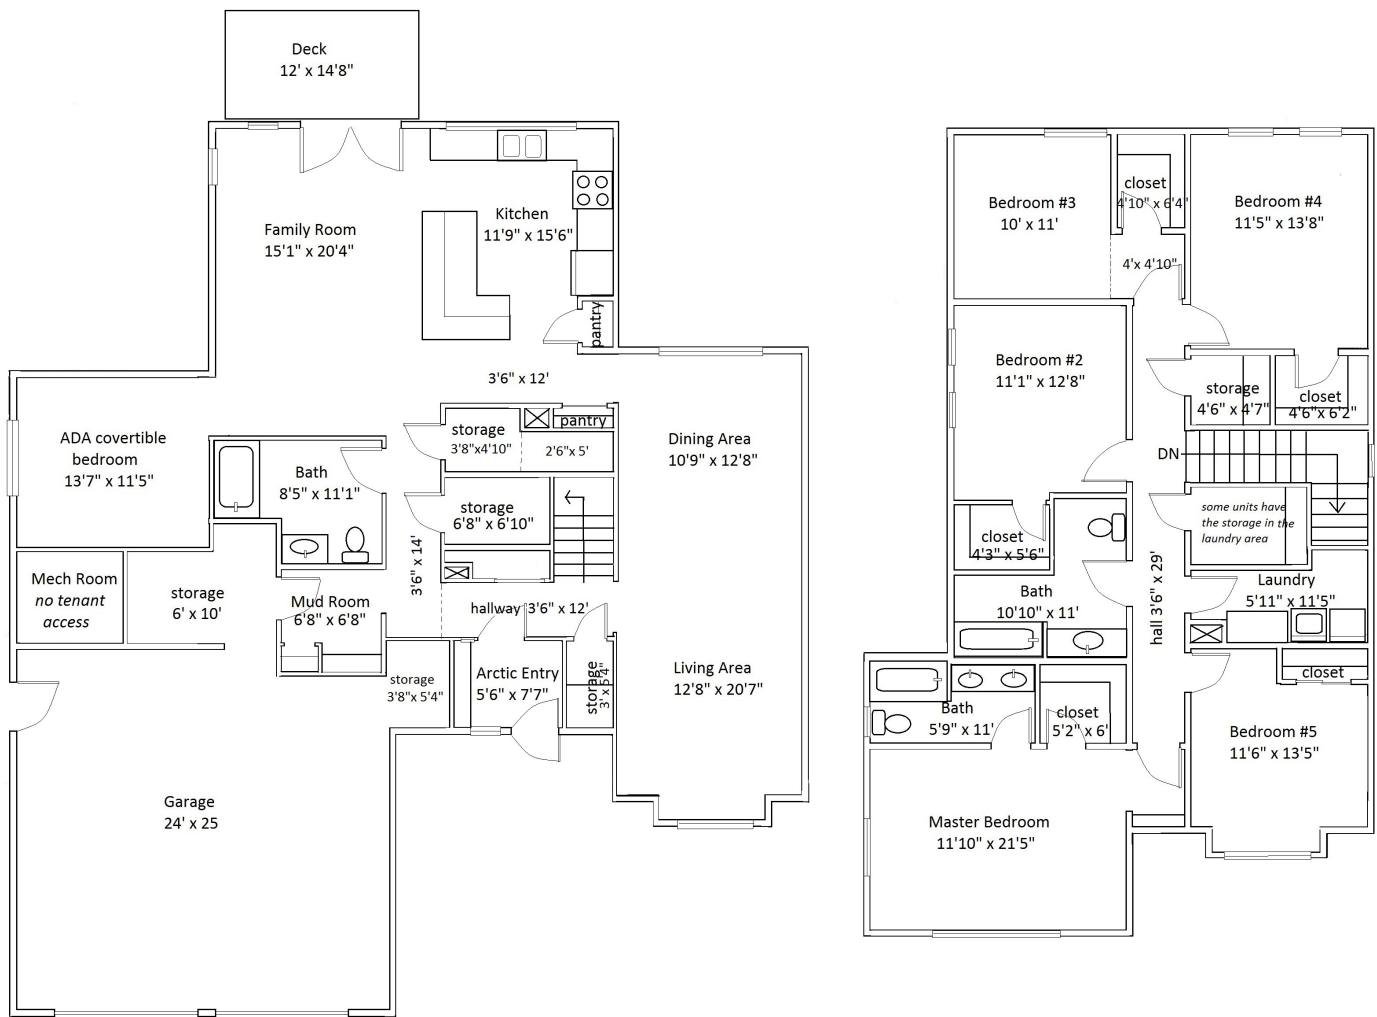 Deck
12' x 14'8"
Family Room
15'1" x 20'4"
Kitchen
11'9" x 15'6"
pantry
3'6" x 12'
ADA covertible
bedroom
13'7" x 11'5"
Bath
8'5" x 11'1"
storage
3'8"x4'10"
pantry
2'6"x 5'
storage
6'8" x 6'10"
Dining Area
10'9" x 12'8"
Mech Room
no tenant
access
storage
6' x 10'
Mud Room
6'8" x 6'8"
3'6" x 14'
hallway 3'6" x 12'
storage
3'8"x 5'4"
Arctic Entry
5'6" x 7'7"
storage
3' x 5'4"
Living Area
12'8" x 20'7"
Garage
24' x 25
Bedroom #3
10' x 11'
closet
4'10" x 6'4"
4'x 4'10"
Bedroom #4
11'5" x 13'8"
Bedroom #2
11'1" x 12'8"
storage
4'6" x 4'7"
closet
4'6"x 6'2"
DN
some units have
the storage in the
laundry area
closet
4'3" x 5'6"
Bath
10'10" x 11'
hall 3'6" x 29'
Laundry
5'11" x 11'5"
closet
Bath
5'9" x 11'
closet
5'2" x 6'
Bedroom #5
11'6" x 13'5"
Master Bedroom
11'10" x 21'5"